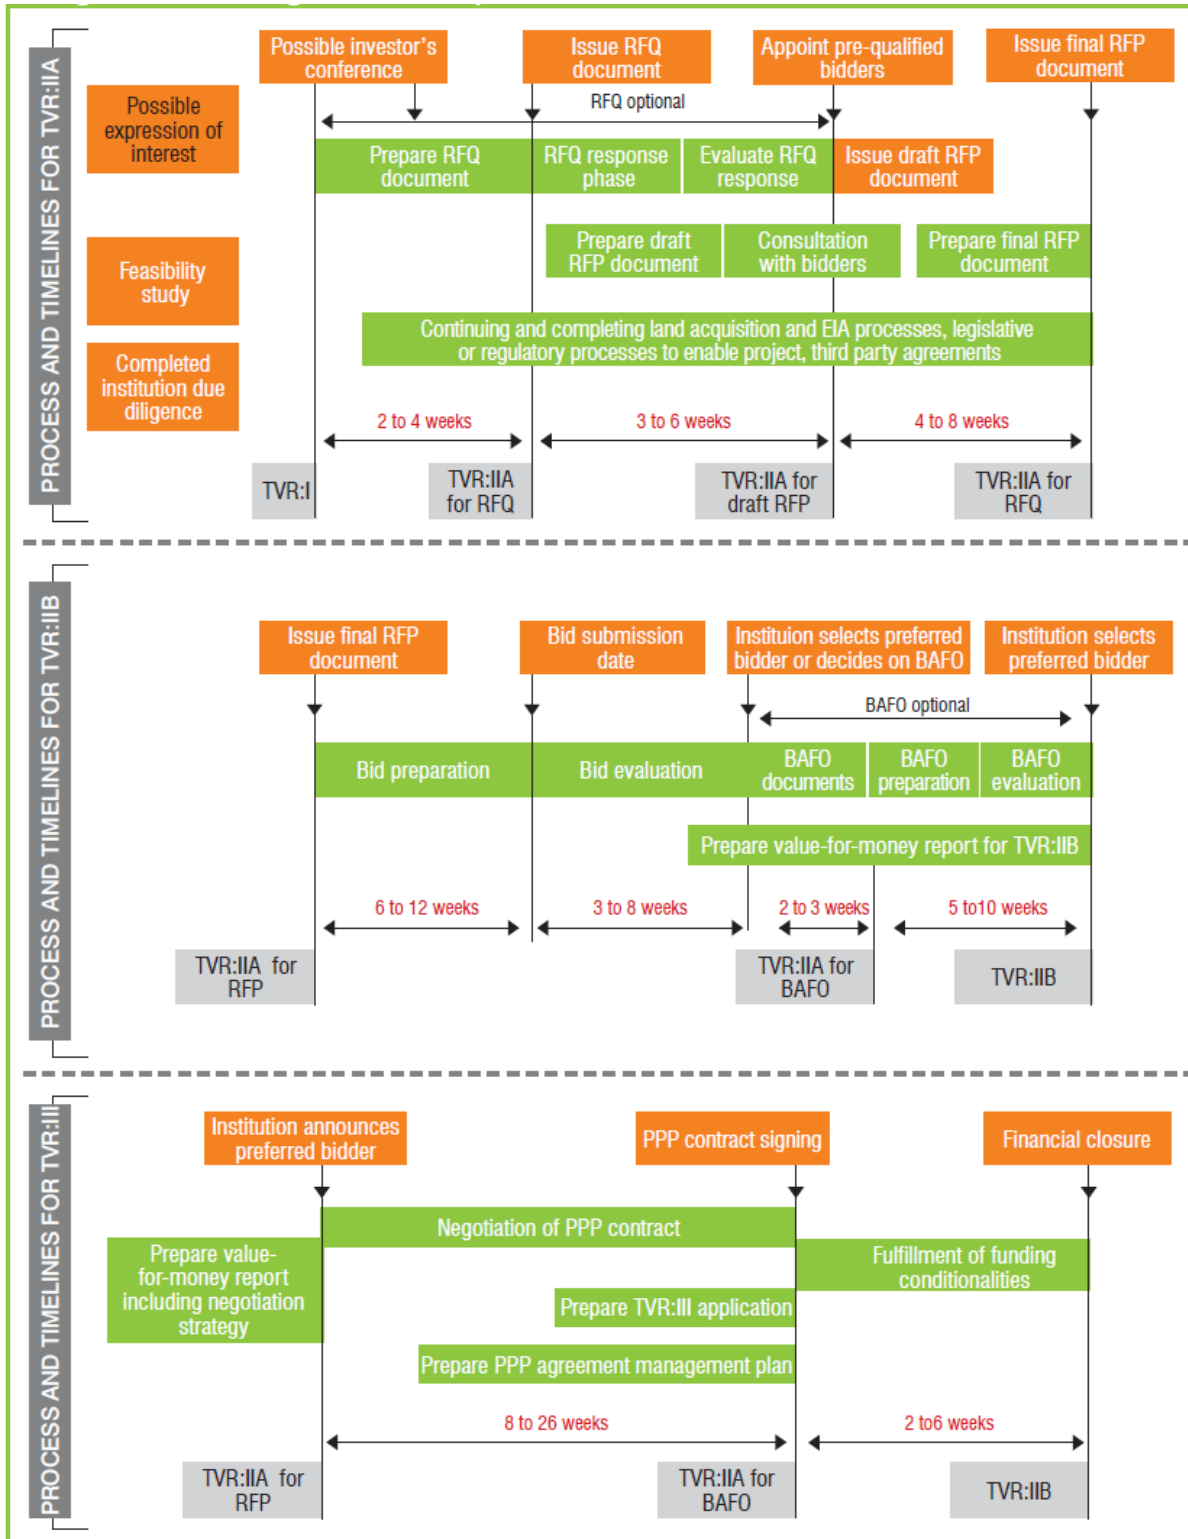 PROCESS AND TIMELINES FOR TVR:IIA
Possible investor's
conference
Issue RFQ
document
Appoint pre-qualified
bidders
Issue final RFP
document
Possible
expression of
interest
RFQ optional
Prepare RFQ
document
RFQ response
phase
Evaluate RFQ
response
Issue draft RFP
document
Feasibility
study
Prepare draft
RFP document
Consultation
with bidders
Prepare final RFP
document
Continuing and completing land acquisition and EIA processes, legislative
or regulatory processes to enable project, third party agreements
Completed
institution due
diligence
2 to 4 weeks
3 to 6 weeks
4 to 8 weeks
TVR:I
TVR:IIA
for RFQ
TVR:IIA for
draft RFP
TVR:IIA for
RFQ
PROCESS AND TIMELINES FOR TVR:IIB
Issue final RFP
document
Bid submission
date
Instituion selects preferred
bidder or decides on BAFO
Institution selects
preferred bidder
BAFO optional
Bid preparation
Bid evaluation
BAFO
documents
BAFO
preparation
BAFO
evaluation
Prepare value-for-money report for TVR:IIB
6 to 12 weeks
3 to 8 weeks
2 to 3 weeks
5 to10 weeks
TVR:IIA for
RFP
TVR:IIA for
BAFO
TVR:IIB
PROCESS AND TIMELINES FOR TVR:III
Institution announces
preferred bidder
PPP contract signing
Financial closure
Negotiation of PPP contract
Prepare value-
for-money report
including negotiation
strategy
Fulfillment of funding
conditionalities
Prepare TVR:III application
Prepare PPP agreement management plan
8 to 26 weeks
2 to6 weeks
TVR:IIA for
RFP
TVR:IIA for
BAFO
TVR:IIB